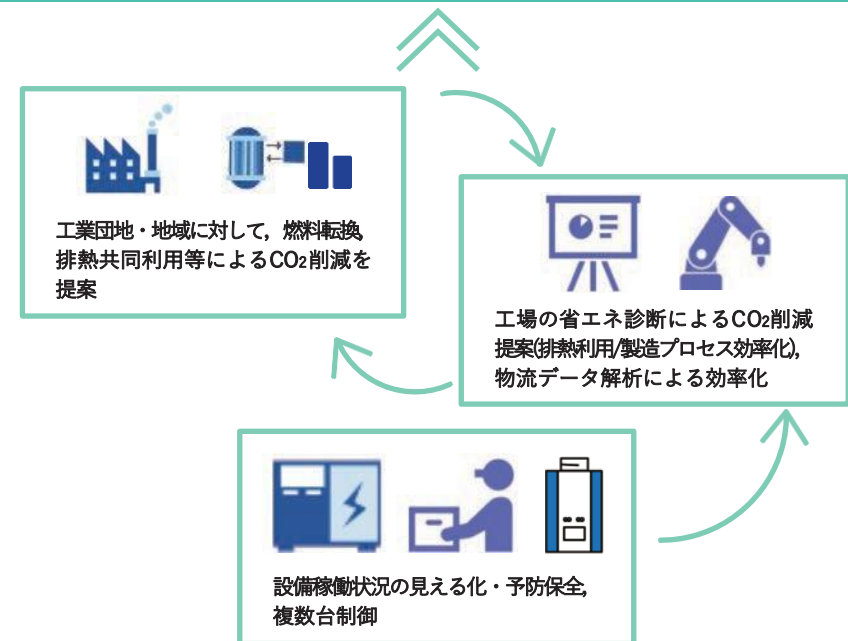 工業団地・地域に対して，燃料転換，
排熱共同利用等によるCO2削減を
提案
工場の省エネ診断によるCO2削減
提案(排熱利用/製造プロセス効率化)，
物流データ解析による効率化
設備稼働状況の見える化・予防保全，
複数台制御